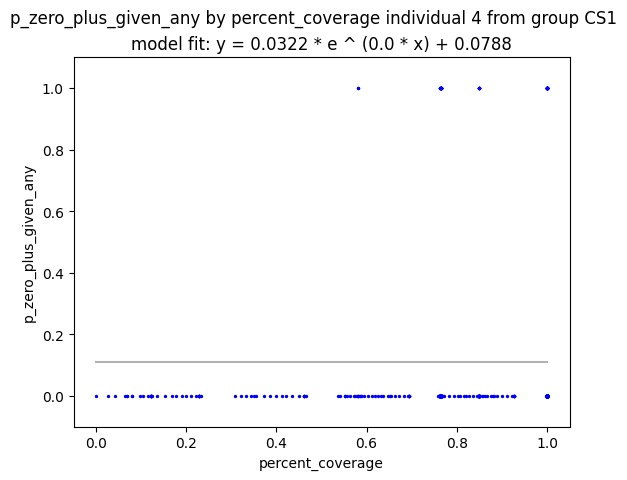 p_zero_plus_given_any by percent_coverage individual 4 from group CS1
model fit: y = 0.0322 * e ^ (0.0 * x) + 0.0788
1.0
0.8
0.6
0.4
0.2
0.0
p_zero_plus_given_any
0.0 0.2 0.4 0.6 0.8 1.0
percent_coverage